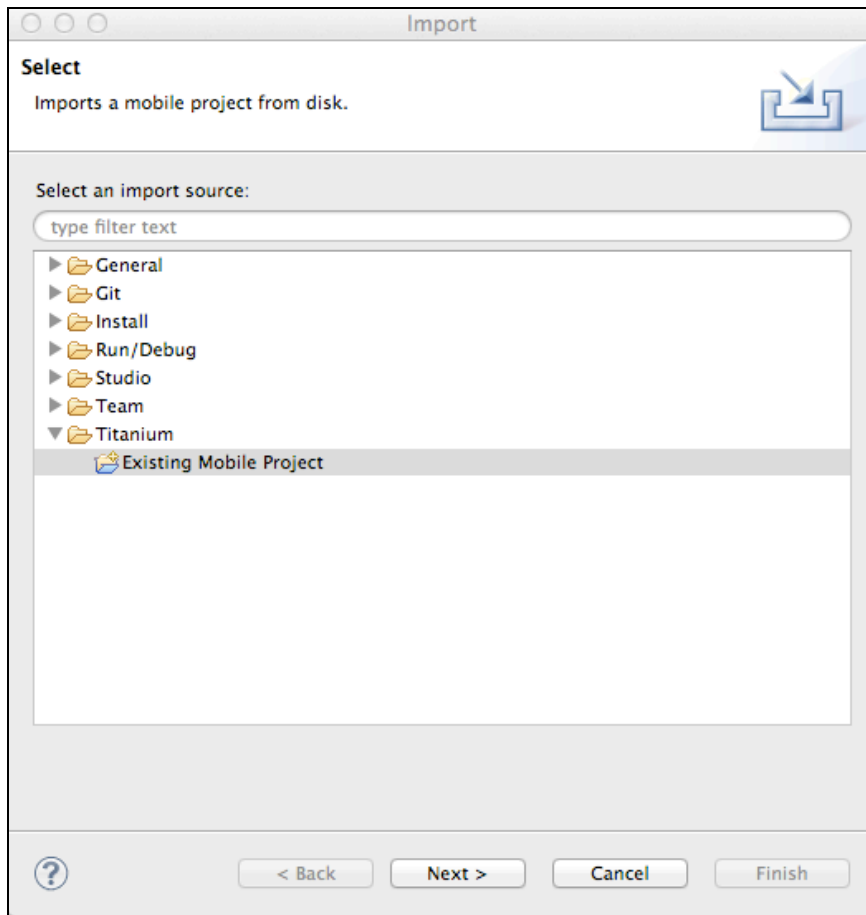 Import
Select
Imports a mobile project from disk.
Select an import source:
type filter text
General
Git
Install
Run/Debug
Studio
Team
Titanium
Existing Mobile Project
?
< Back Next > Cancel Finish